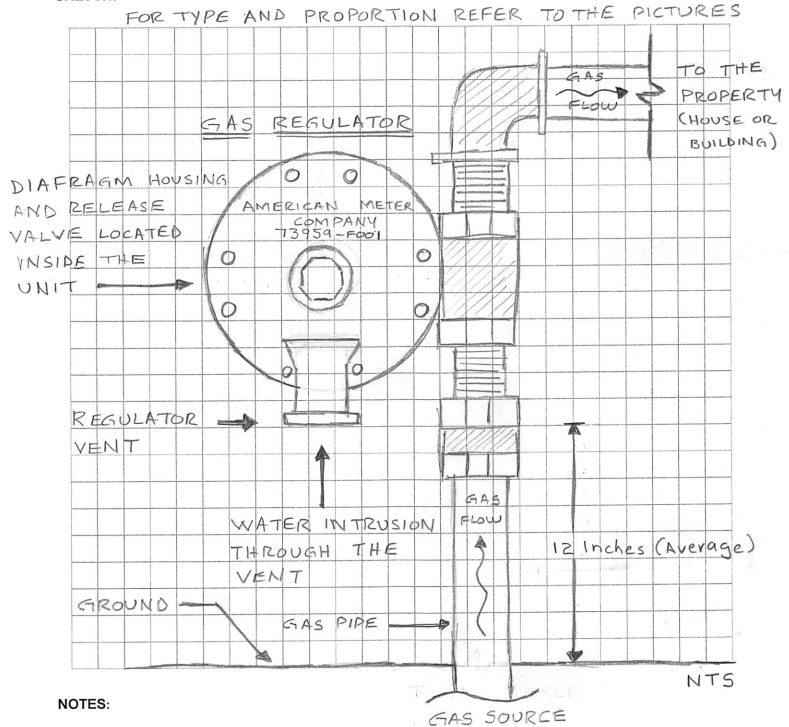 FOR TYPE AND PROPORTION REFER TO THE PICTURES
GAS
FLOW
TO THE
PROPERTY
(HOUSE OR
BUILDING)
GAS REGULATOR
DIAFRAGM HOUSING
AND RELEASE
VALVE LOCATED
INSIDE THE
UNIT
AMERICAN METER
COMPANY
73959-F001
REGULATOR
VENT
WATER INTRUSION
THROUGH THE
VENT
GAS
FLOW
12 Inches (Average)
GROUND
GAS PIPE
NTS
NOTES:
GAS SOURCE